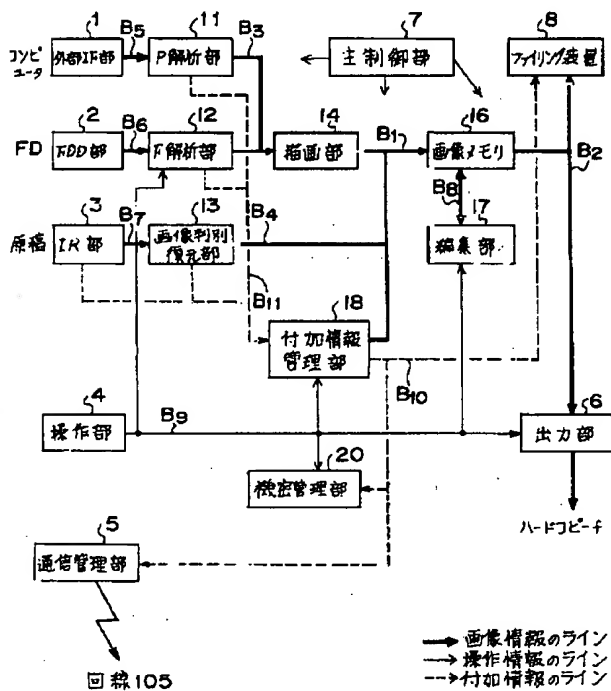 1
11
7
8
コンピュータ
外部IF部
B5
P解析部
B3
主制御部
ファイリング装置
2
12
14
16
FD
FDD部
B6
F解析部
描画部
B1
画像メモリ
B2
3
13
B8
17
原稿
IR部
B7
画像判別復元部
B4
編集部
B11
18
付加情報管理部
B10
4
6
操作部
B9
出力部
20
機密管理部
5
ハードコピーf
通信管理部
回線105
画像情報のライン
操作情報のライン
付加情報のライン